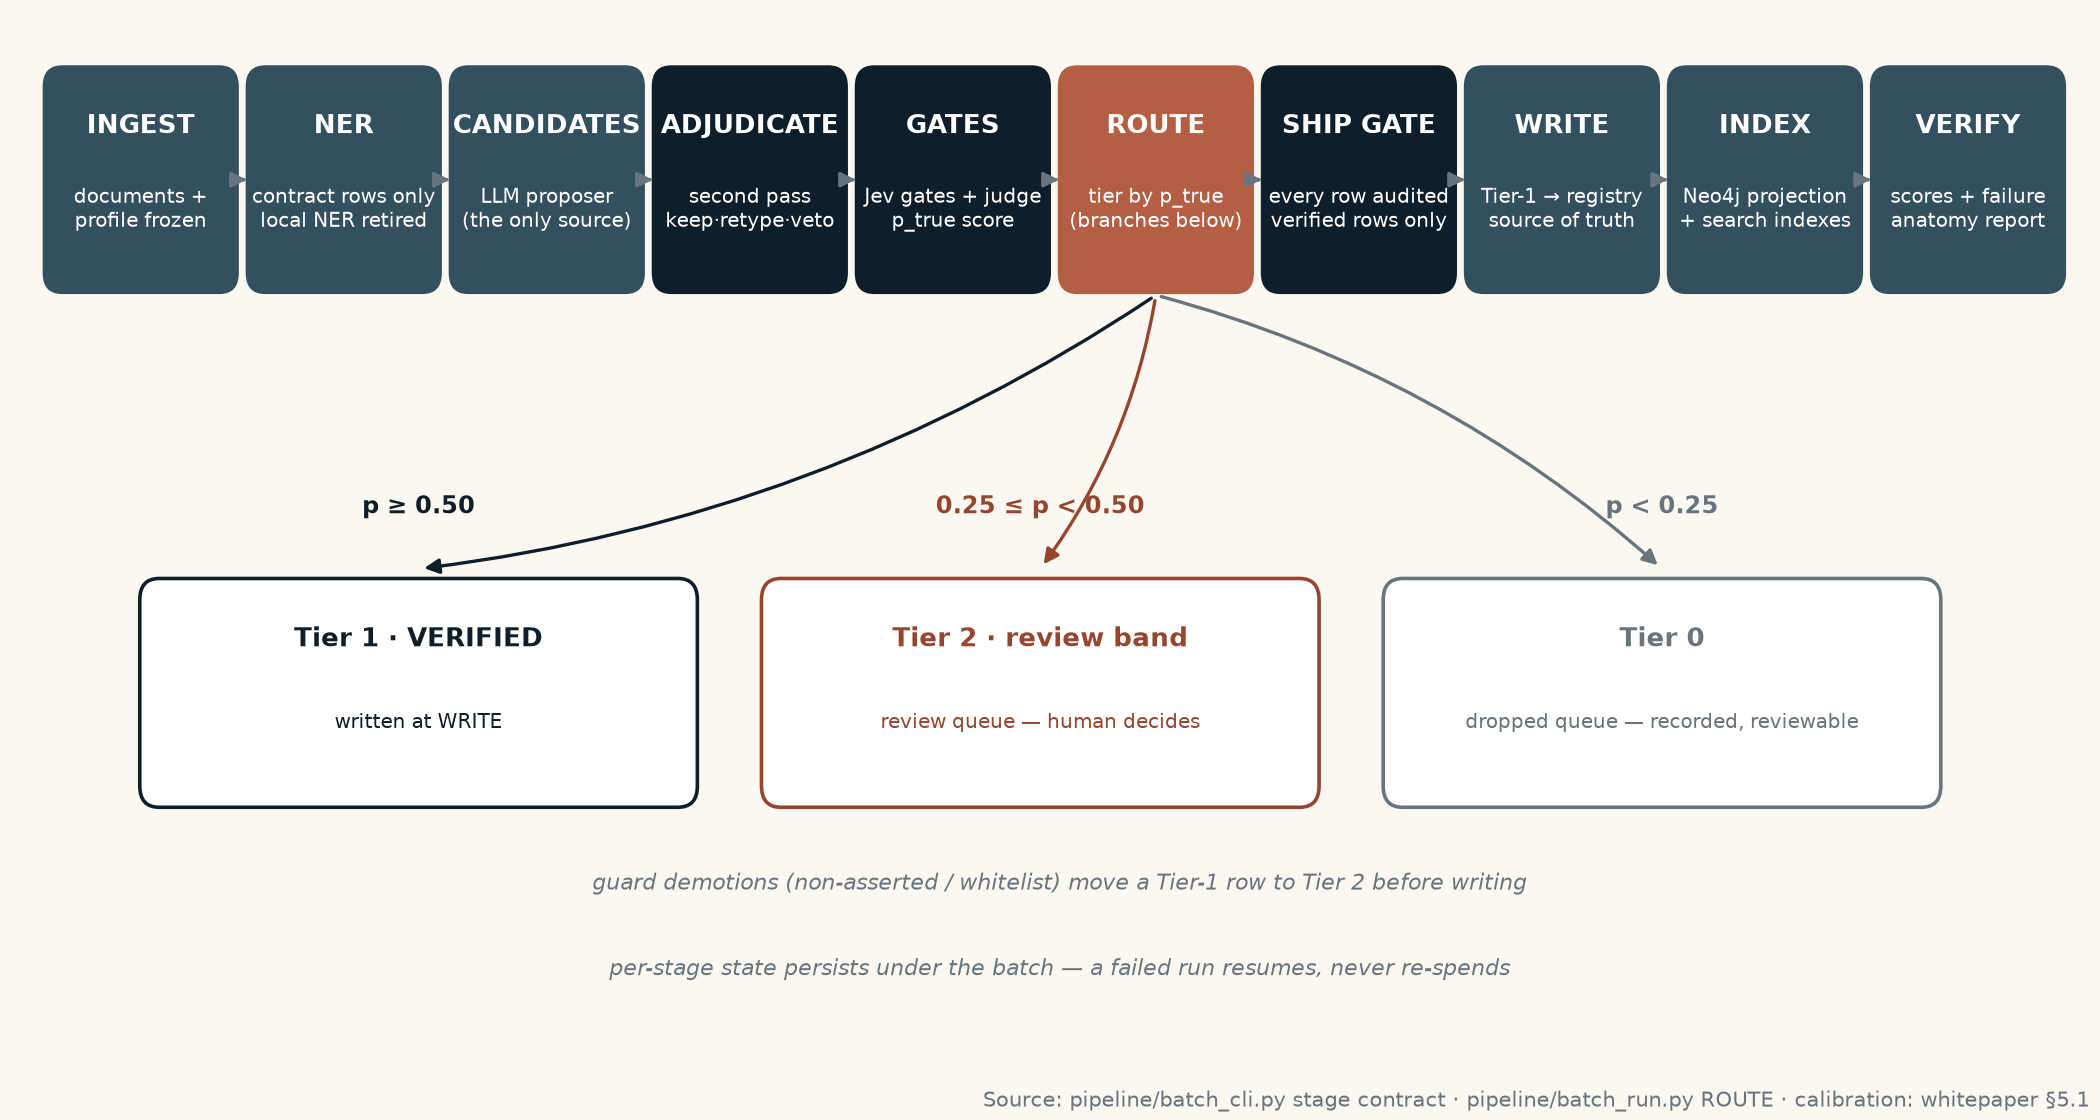 INGEST
documents +
profile frozen
NER
contract rows only
local NER retired
CANDIDATES
LLM proposer
(the only source)
ADJUDICATE
second pass
keep·retype·veto
GATES
Jev gates + judge
p_true score
ROUTE
tier by p_true
(branches below)
SHIP GATE
every row audited
verified rows only
WRITE
Tier-1 → registry
source of truth
INDEX
Neo4j projection
+ search indexes
VERIFY
scores + failure
anatomy report
p ≥ 0.50
0.25 ≤ p < 0.50
p < 0.25
Tier 1 · VERIFIED
written at WRITE
Tier 2 · review band
review queue — human decides
Tier 0
dropped queue — recorded, reviewable
guard demotions (non-asserted / whitelist) move a Tier-1 row to Tier 2 before writing
per-stage state persists under the batch — a failed run resumes, never re-spends
Source: pipeline/batch_cli.py stage contract · pipeline/batch_run.py ROUTE · calibration: whitepaper §5.1